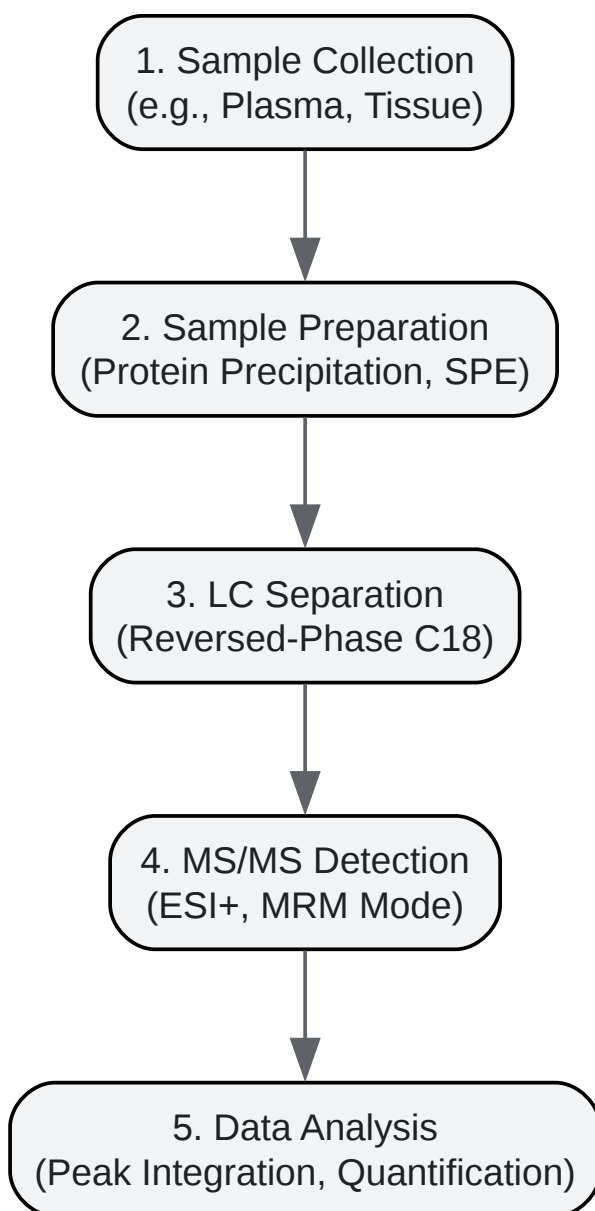 1. Sample Collection
(e.g., Plasma, Tissue)
2. Sample Preparation
(Protein Precipitation, SPE)
3. LC Separation
(Reversed-Phase C18)
4. MS/MS Detection
(ESI+, MRM Mode)
5. Data Analysis
(Peak Integration, Quantification)